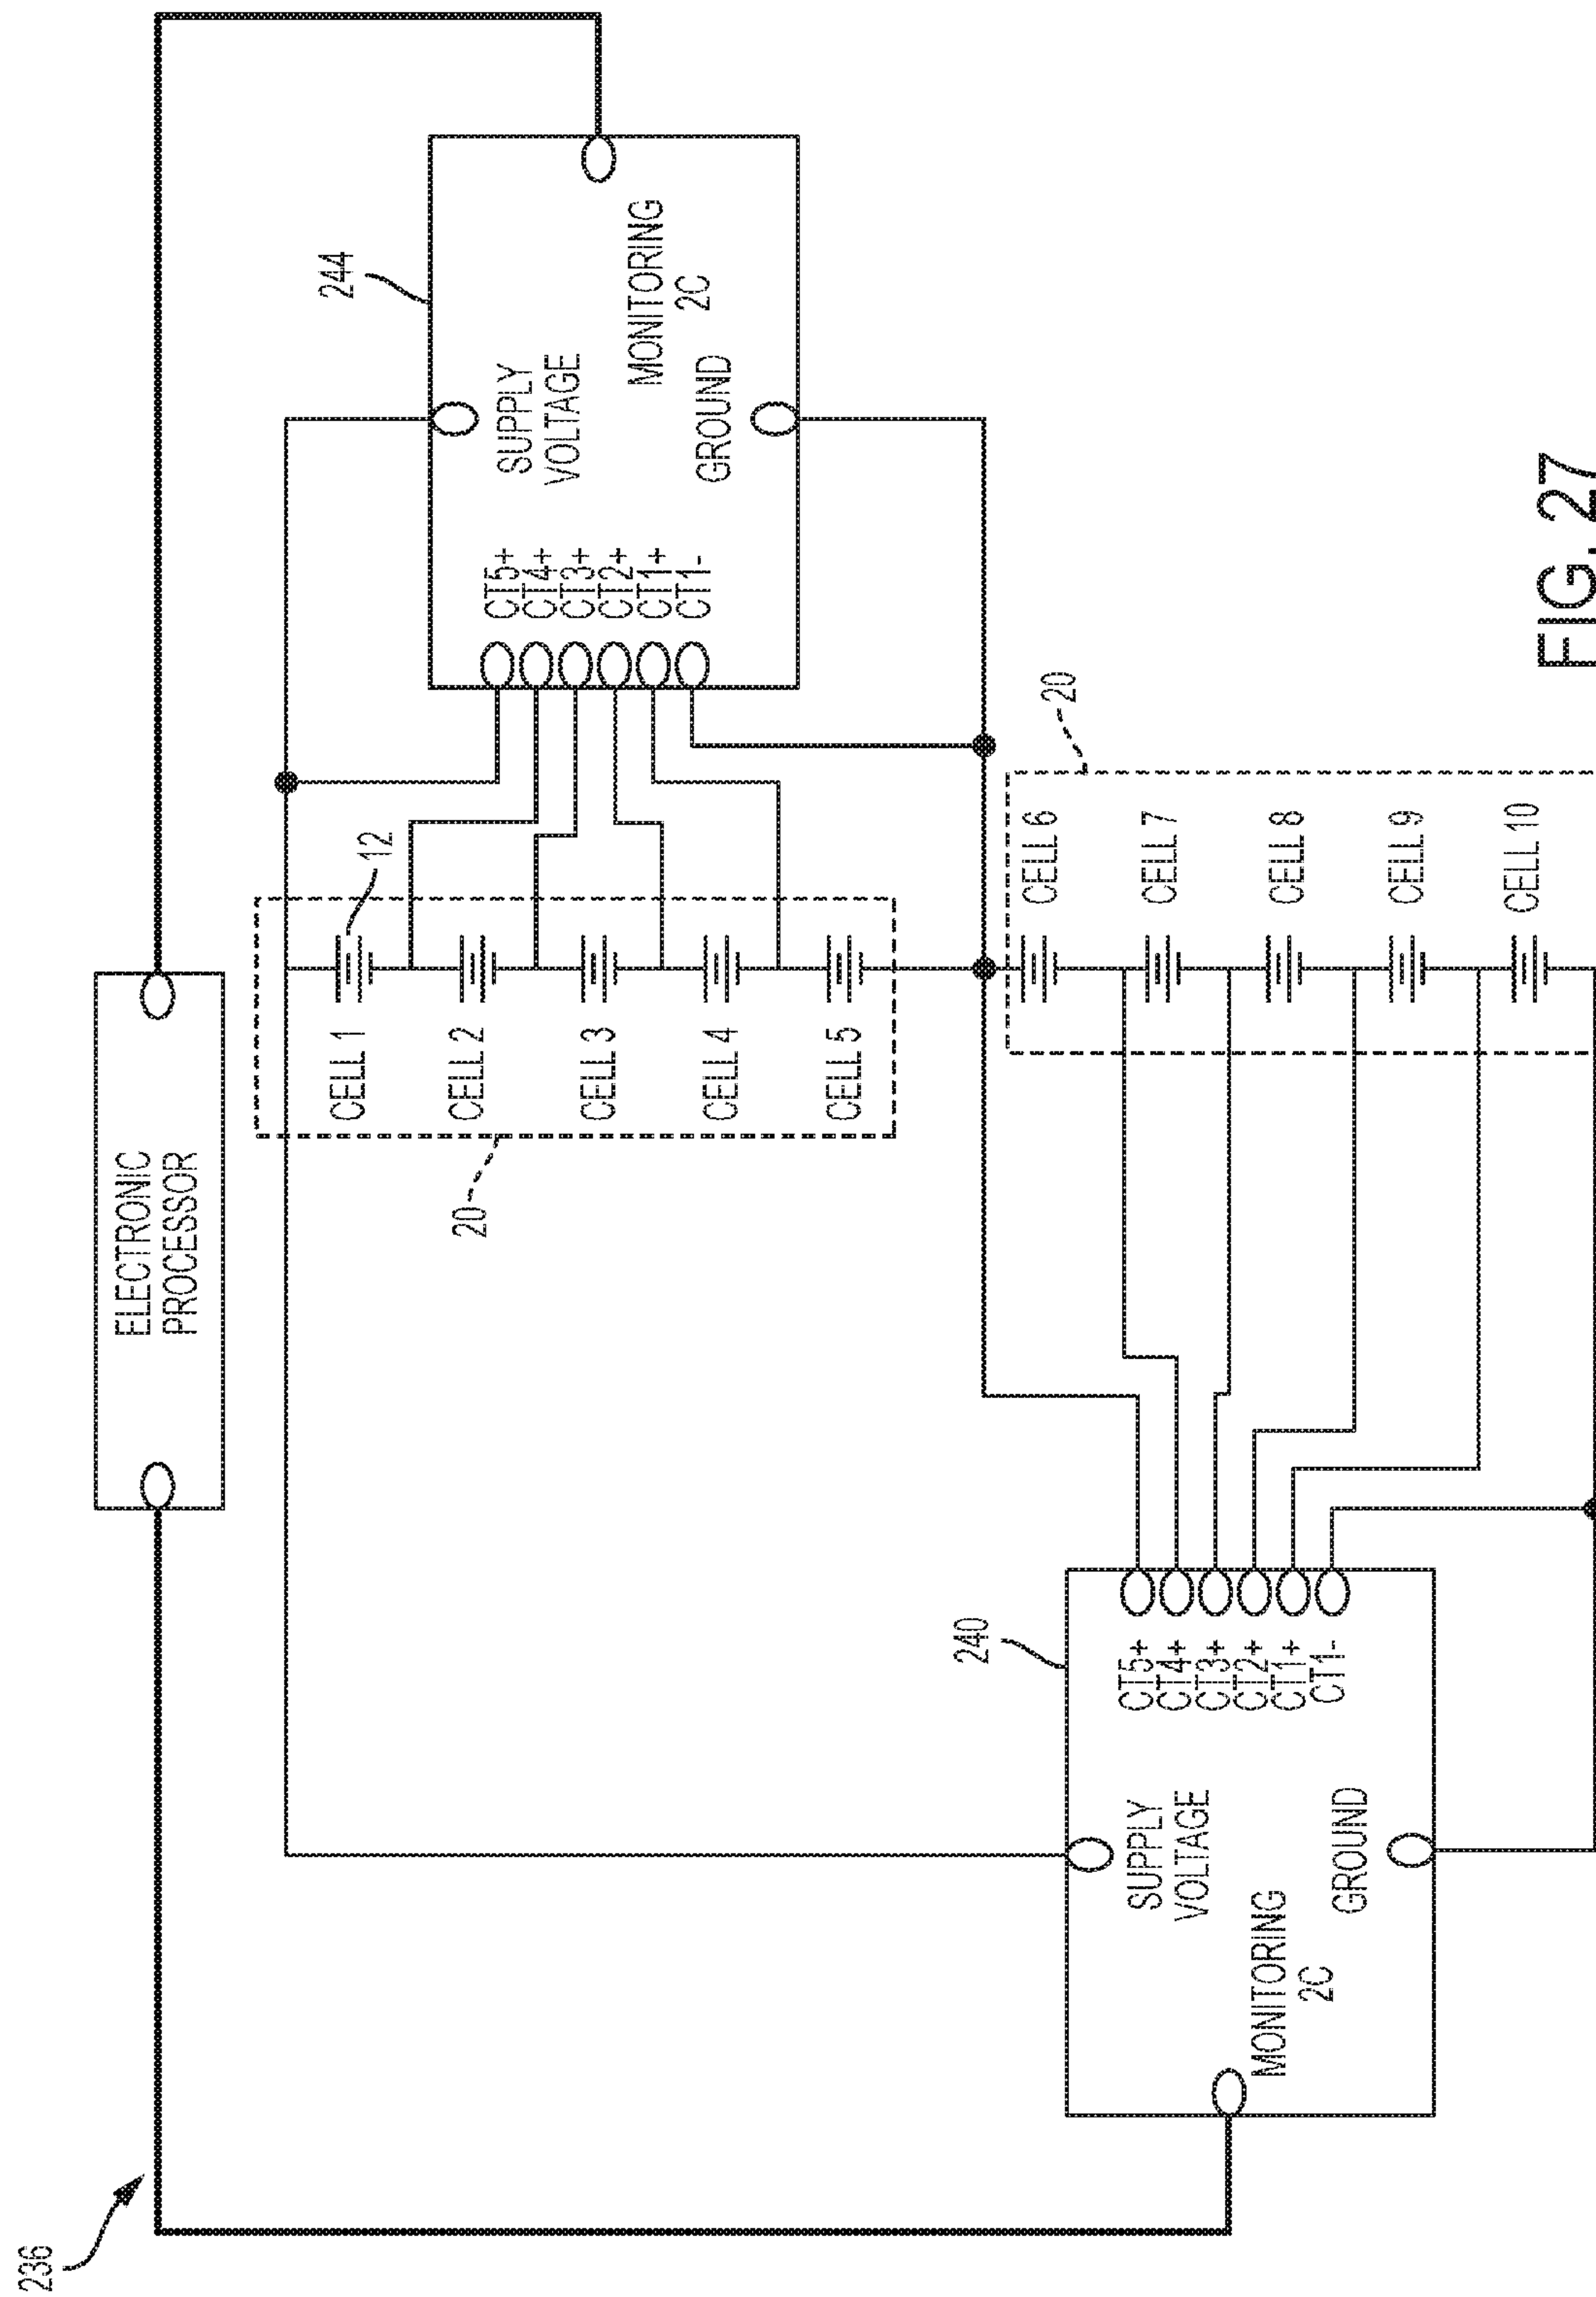 236
ELECTRONIC
PROCESSOR
244
SUPPLY
VOLTAGE
MONITORING
2C
GROUND
CT5+
CT4+
CT3+
CT2+
CT1+
CT1-
12
CELL 1
CELL 2
CELL 3
CELL 4
CELL 5
20
20
CELL 6
CELL 7
CELL 8
CELL 9
CELL 10
240
CT5+
CT4+
CT3+
CT2+
CT1+
CT1-
SUPPLY
VOLTAGE
MONITORING
2C
GROUND
FIG. 27